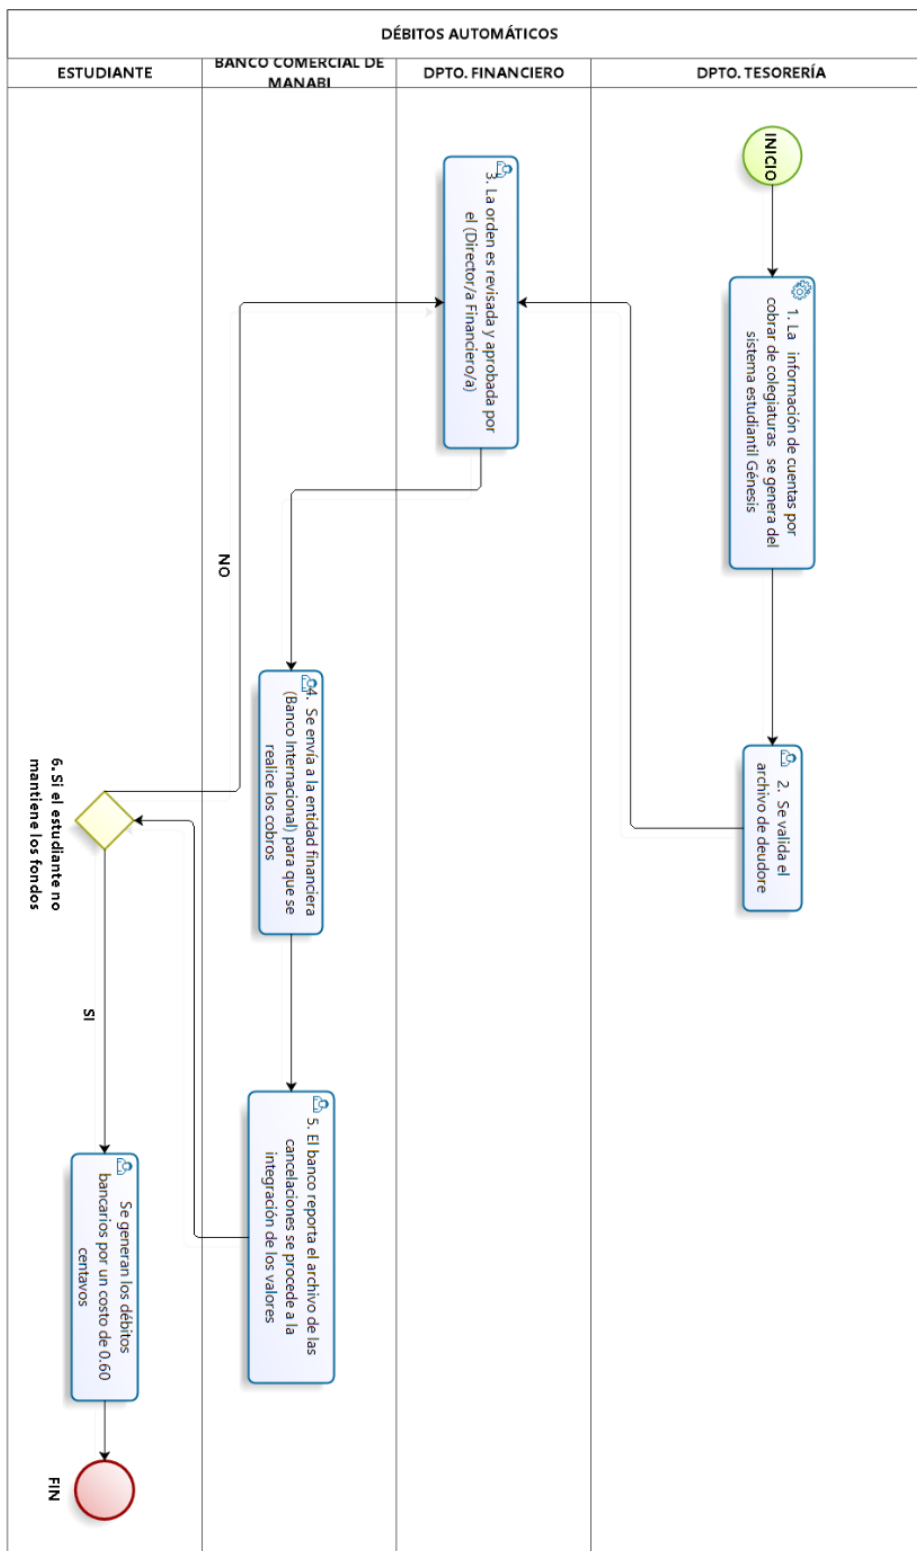 DÉBITOS AUTOMÁTICOS
ESTUDIANTE
BANCO COMERCIAL DE
MANABI
DPTO. FINANCIERO
DPTO. TESORERÍA
INICIO
1. La información de cuentas por
cobrar de colegiaturas se genera del
sistema estudiantil Génesis
2. Se valida el
archivo de deudore
3. La orden es revisada y aprobada por
el (Director/a Financiero/a)
4. Se envía a la entidad financiera
(Banco Internacional) para que se
realice los cobros
5. El banco reporta el archivo de las
cancelaciones se procede a la
integración de los valores
6. Si el estudiante no
mantiene los fondos
NO
SI
Se generan los débitos
bancarios por un costo de 0.60
centavos
FIN